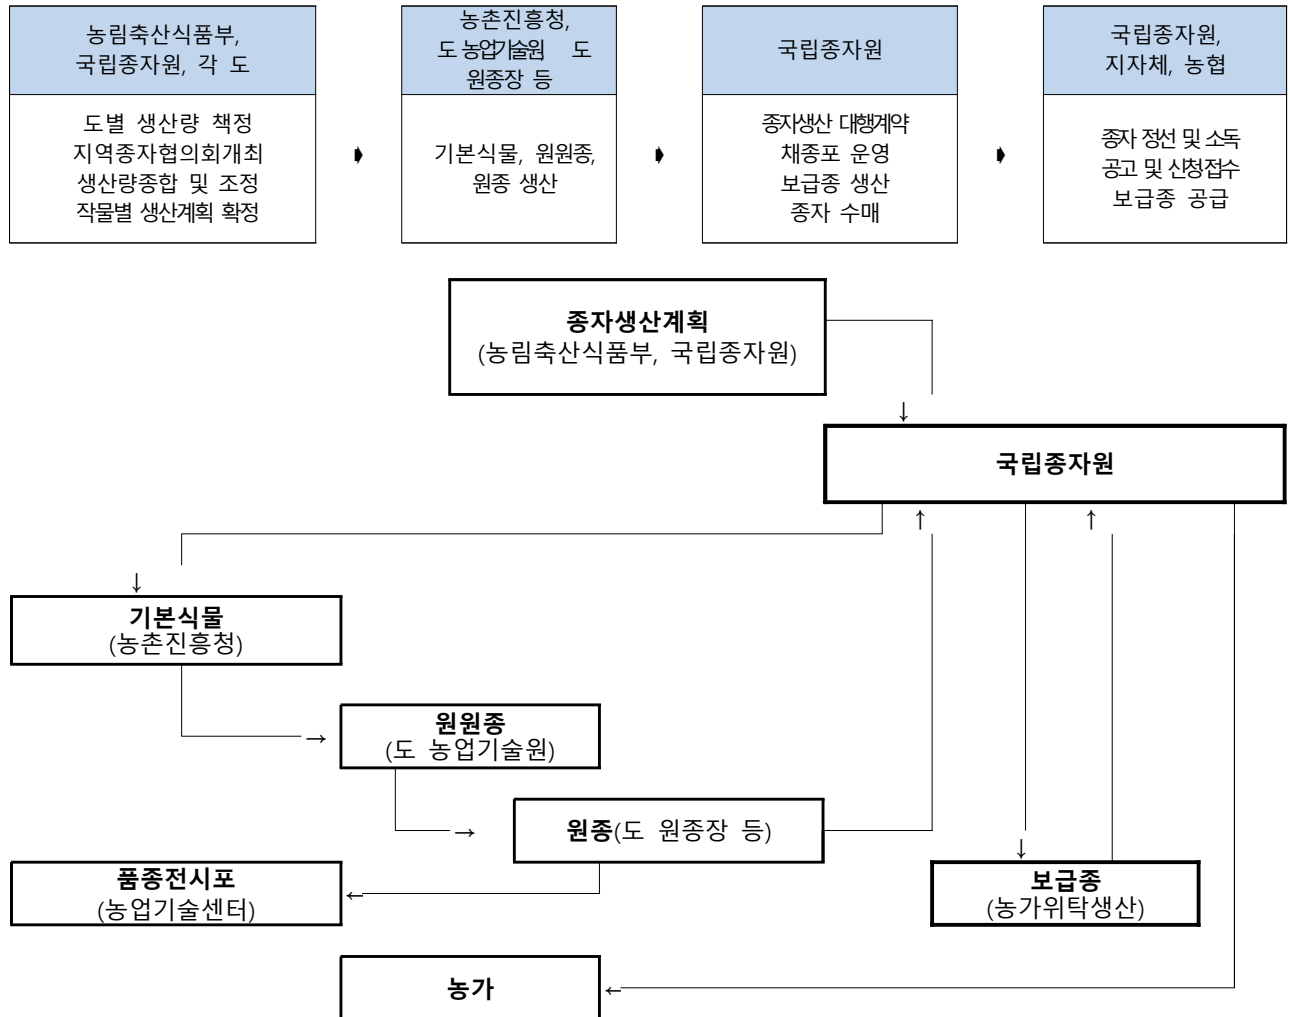 농림축산식품부,
국립종자원, 각 도
농촌진흥청,
도 농업기술원 도
원종장 등
국립종자원
국립종자원,
지자체, 농협
도별 생산량 책정
지역종자협의회개최
생산량종합 및 조정
작물별 생산계획 확정
기본식물, 원원종,
원종 생산
종자생산 대행계약
채종포 운영
보급종 생산
종자 수매
종자 정선 및 소독
공고 및 신청접수
보급종 공급
종자생산계획
(농림축산식품부, 국립종자원)
국립종자원
기본식물
(농촌진흥청)
원원종
(도 농업기술원)
원종(도 원종장 등)
품종전시포
(농업기술센터)
보급종
(농가위탁생산)
농가